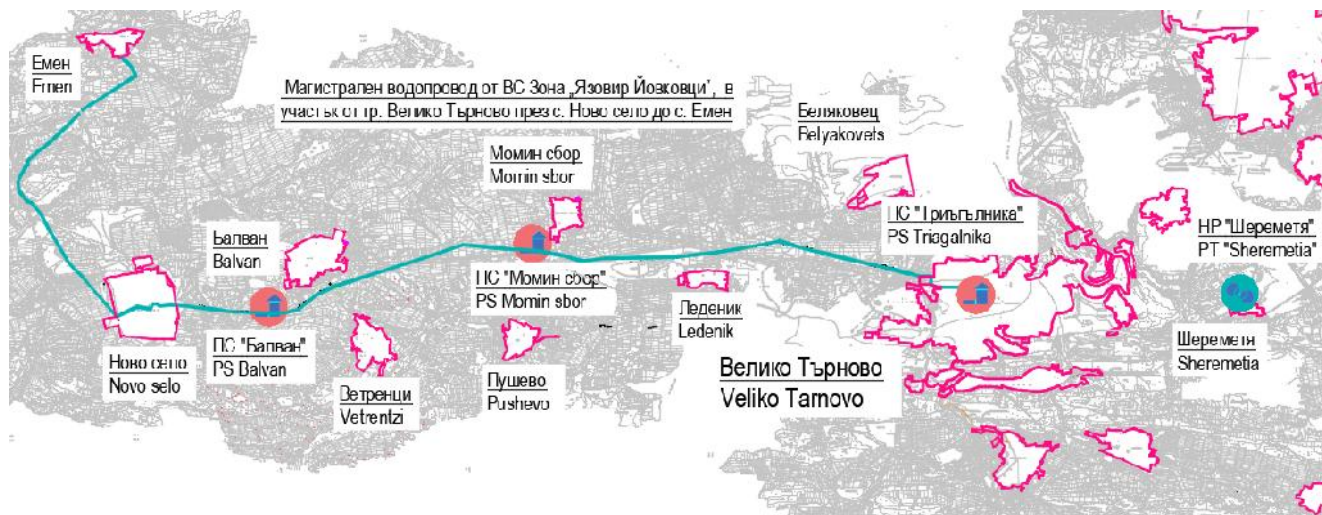 Емен
Emen
Магистрален водопровод от ВС Зона „Язовир Йовковци", в
участък от гр. Велико Търново през с. Ново село до с. Емен
Беляковец
Belyakovets
Момин сбор
Momin sbor
ПС "Триъгълника"
PS Triagalnika
НР "Шереметя"
PT "Sheremetia"
Балван
Balvan
ПС "Момин сбор"
PS Momin sbor
Леденик
Ledenik
Ново село
Novo selo
ПС "Балван"
PS Balvan
Ветренци
Vetrentzi
Пушево
Pushevo
Велико Търново
Veliko Tarnovo
Шереметя
Sheremetia